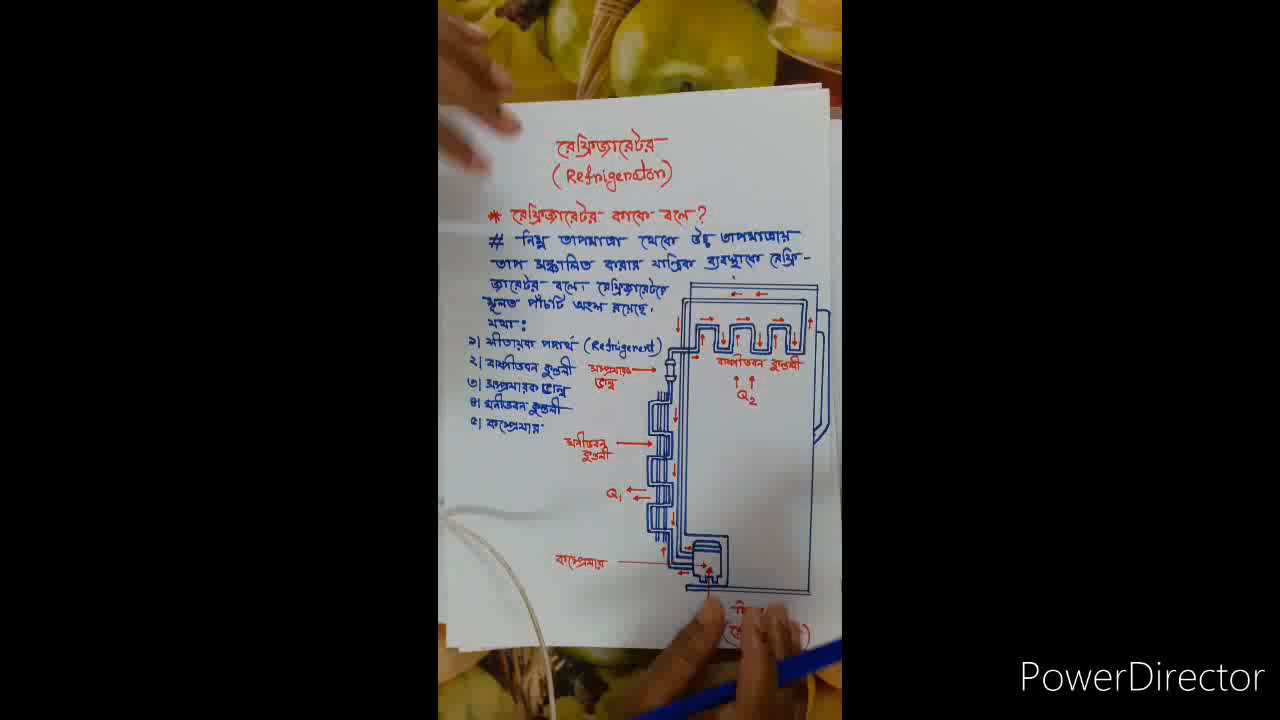 রেফ্রিজারেটর
(Refrigerator)
* রেফ্রিজারেটর কাকে বলে?
# নিম্ন তাপমাত্রা থেকে উচ্চ তাপমাত্রায়
তাপ সঞ্চালিত করার যান্ত্রিক ব্যবস্থাকে রেফ্রি-
জারেটর বলে। রেফ্রিজারেটরে
মূলত পাঁচটি অংশ রয়েছে।
যথা:
১| শীতায়ক পদার্থ (Refrigerent)
২| বাষ্পীভবন কুন্ডলী
৩| সম্প্রসারক ভাল্ব
৪| ঘনীভবন কুন্ডলী
৫| কম্প্রেসার
সম্প্রসারক
ভাল্ব
বাষ্পীভবন কুন্ডলী
Q2
ঘনীভবন
কুন্ডলী
Q1
কম্প্রেসার
PowerDirector